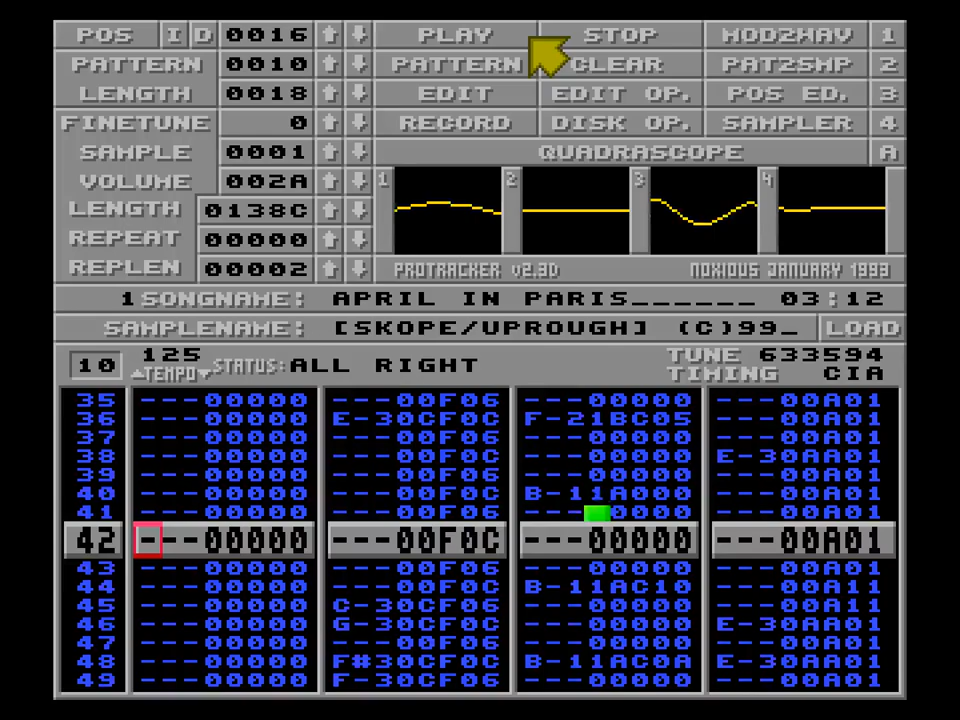 POS I D 0016 PLAY STOP MOD2WAV 1
PATTERN 0010 PATTERN CLEAR PAT2SMP 2
LENGTH 0018 EDIT EDIT OP. POS ED. 3
FINETUNE 0 RECORD DISK OP. SAMPLER 4
SAMPLE 0001 QUADRASCOPE A
VOLUME 002A 1 2 3 4
LENGTH 0138C
REPEAT 00000
REPLEN 00002 PROTRACKER V2.3D NOXIOUS JANUARY 1993
1 SONGNAME: APRIL IN PARIS______ 03:12
SAMPLENAME: [SKOPE/UPROUGH] (C)99_ LOAD
10 125 TEMPO STATUS: ALL RIGHT TUNE 633594
TIMING CIA
35 ---00000 ---00F06 ---00000 ---00A01
36 ---00000 E-30CF0C F-21BC05 ---00A01
37 ---00000 ---00F06 ---00000 ---00A01
38 ---00000 ---00F0C ---00000 E-30AA01
39 ---00000 ---00F06 ---00000 ---00A01
40 ---00000 ---00F0C B-11A000 ---00A01
41 ---00000 ---00F06 --- 0000 ---00A01
42 ---00000 ---00F0C ---00000 ---00A01
43 ---00000 ---00F06 ---00000 ---00A01
44 ---00000 ---00F0C B-11AC10 ---00A11
45 ---00000 C-30CF06 ---00000 ---00A11
46 ---00000 G-30CF0C ---00000 E-30AA01
47 ---00000 ---00F06 ---00000 ---00A01
48 ---00000 F#30CF0C B-11AC0A E-30AA01
49 ---00000 F-30CF06 ---00000 ---00A01